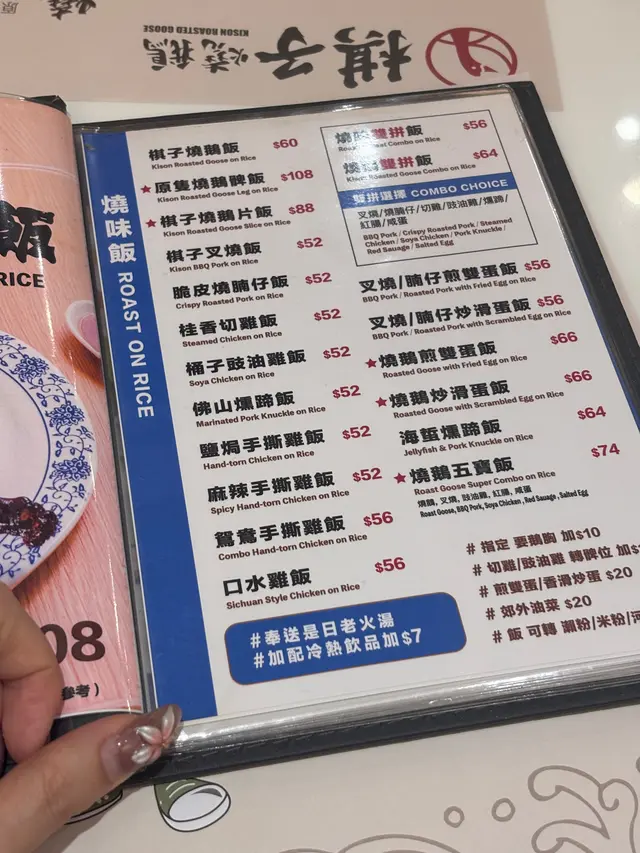 棋子燒鵝
KISON ROASTED GOOSE
飯
RICE
08
參考）
燒味飯 ROAST ON RICE
棋子燒鵝飯 $60
Kison Roasted Goose on Rice
★ 原隻燒鵝髀飯 $108
Kison Roasted Goose Leg on Rice
★ 棋子燒鵝片飯 $88
Kison Roasted Goose Slice on Rice
棋子叉燒飯 $52
Kison BBQ Pork on Rice
脆皮燒腩仔飯 $52
Crispy Roasted Pork on Rice
桂香切雞飯 $52
Steamed Chicken on Rice
桶子豉油雞飯 $52
Soya Chicken on Rice
佛山燻蹄飯 $52
Marinated Pork Knuckle on Rice
鹽焗手撕雞飯 $52
Hand-torn Chicken on Rice
麻辣手撕雞飯 $52
Spicy Hand-torn Chicken on Rice
鴛鴦手撕雞飯 $56
Combo Hand-torn Chicken on Rice
口水雞飯 $56
Sichuan Style Chicken on Rice
#奉送是日老火湯
#加配冷熱飲品加$7
燒味雙拼飯 $56
Roast Combo on Rice
雙拼飯 $64
Roasted Goose Combo on Rice
雙拼選擇 COMBO CHOICE
叉燒/燒腩仔/切雞/豉油雞/燻蹄/
紅腸/咸蛋
BBQ Pork / Crispy Roasted Pork / Steamed
Chicken / Soya Chicken / Pork Knuckle /
Red Sausage / Salted Egg
叉燒/腩仔煎雙蛋飯 $56
BBQ Pork / Roasted Pork with Fried Egg on Rice
叉燒/腩仔炒滑蛋飯 $56
BBQ Pork / Roasted Pork with Scrambled Egg on Rice
★ 燒鵝煎雙蛋飯 $66
Roasted Goose with Fried Egg on Rice
★ 燒鵝炒滑蛋飯 $66
Roasted Goose with Scrambled Egg on Rice
海蜇燻蹄飯 $64
Jellyfish & Pork Knuckle on Rice
★ 燒鵝五寶飯 $74
Roast Goose Super Combo on Rice
燒鵝, 叉燒, 豉油雞, 紅腸, 咸蛋
Roast Goose, BBQ Pork, Soya Chicken, Red Sausage, Salted Egg
# 指定 要鵝胸 加$10
# 切雞/豉油雞 轉髀位 加$
# 煎雙蛋/香滑炒蛋 $20
# 郊外油菜 $20
# 飯 可轉 瀨粉/米粉/河